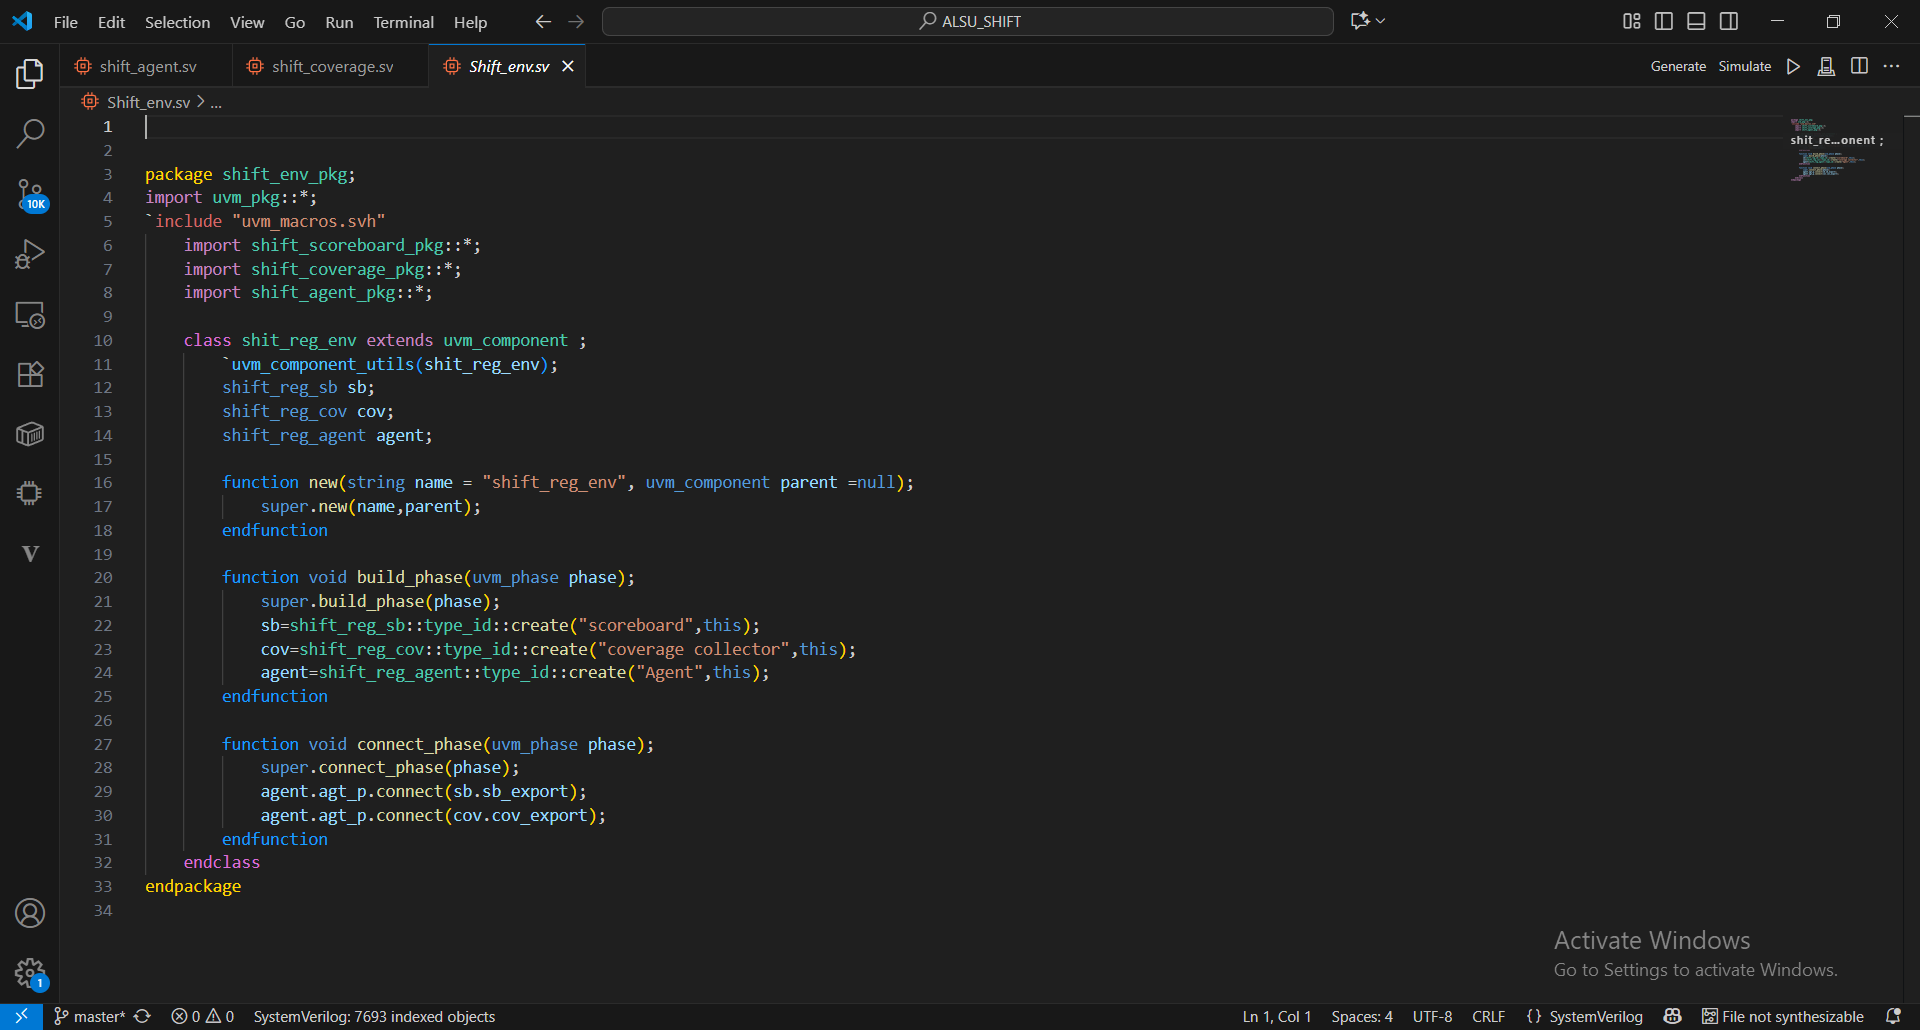 File Edit Selection View Go Run Terminal Help
ALSU_SHIFT
shift_agent.sv
shift_coverage.sv
Shift_env.sv
Generate Simulate
Shift_env.sv > ...
1
2
3 package shift_env_pkg;
4 import uvm_pkg::*;
5 `include "uvm_macros.svh"
6 import shift_scoreboard_pkg::*;
7 import shift_coverage_pkg::*;
8 import shift_agent_pkg::*;
9
10 class shit_reg_env extends uvm_component ;
11 `uvm_component_utils(shit_reg_env);
12 shift_reg_sb sb;
13 shift_reg_cov cov;
14 shift_reg_agent agent;
15
16 function new(string name = "shift_reg_env", uvm_component parent =null);
17 super.new(name,parent);
18 endfunction
19
20 function void build_phase(uvm_phase phase);
21 super.build_phase(phase);
22 sb=shift_reg_sb::type_id::create("scoreboard",this);
23 cov=shift_reg_cov::type_id::create("coverage collector",this);
24 agent=shift_reg_agent::type_id::create("Agent",this);
25 endfunction
26
27 function void connect_phase(uvm_phase phase);
28 super.connect_phase(phase);
29 agent.agt_p.connect(sb.sb_export);
30 agent.agt_p.connect(cov.cov_export);
31 endfunction
32 endclass
33 endpackage
34
shit_re...onent ;
10K
V
1
Activate Windows
Go to Settings to activate Windows.
master* 0 0 SystemVerilog: 7693 indexed objects
Ln 1, Col 1 Spaces: 4 UTF-8 CRLF {} SystemVerilog File not synthesizable